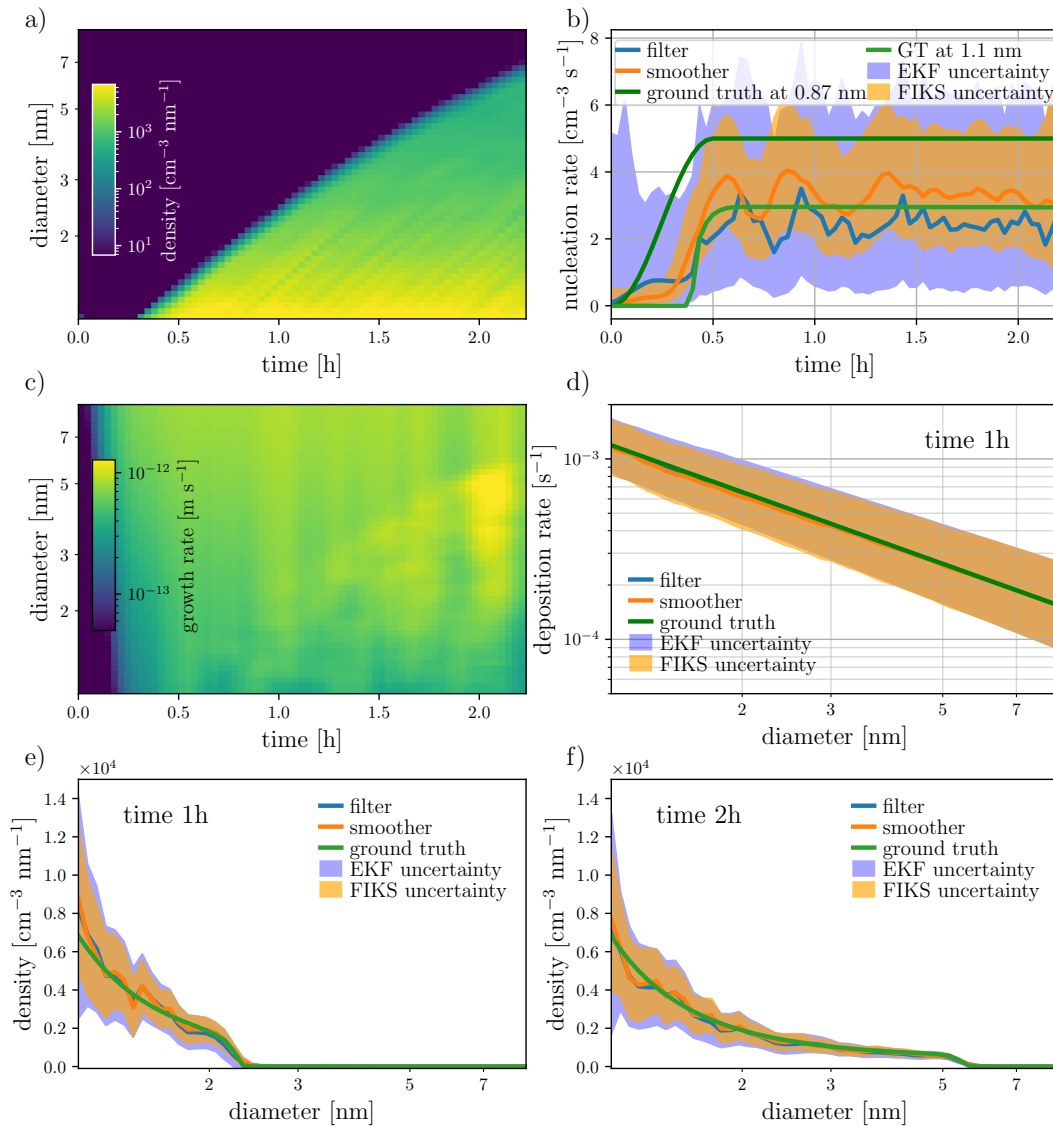 a)
7
5
3
2
diameter [nm]
10³
10²
10¹
density [cm⁻³ nm⁻¹]
0.0 0.5 1.0 1.5 2.0
time [h]
b)
8
6
4
2
0
nucleation rate [cm⁻³ s⁻¹]
filter
smoother
ground truth at 0.87 nm
GT at 1.1 nm
EKF uncertainty
FIKS uncertainty
0.0 0.5 1.0 1.5 2.0
time [h]
c)
7
5
3
2
diameter [nm]
10⁻¹²
10⁻¹³
growth rate [m s⁻¹]
0.0 0.5 1.0 1.5 2.0
time [h]
d)
time 1h
10⁻³
10⁻⁴
deposition rate [s⁻¹]
filter
smoother
ground truth
EKF uncertainty
FIKS uncertainty
2 3 5 7
diameter [nm]
e)
×10⁴
time 1h
1.4
1.2
1.0
0.8
0.6
0.4
0.2
0.0
density [cm⁻³ nm⁻¹]
filter
smoother
ground truth
EKF uncertainty
FIKS uncertainty
2 3 5 7
diameter [nm]
f)
×10⁴
time 2h
1.4
1.2
1.0
0.8
0.6
0.4
0.2
0.0
density [cm⁻³ nm⁻¹]
filter
smoother
ground truth
EKF uncertainty
FIKS uncertainty
2 3 5 7
diameter [nm]